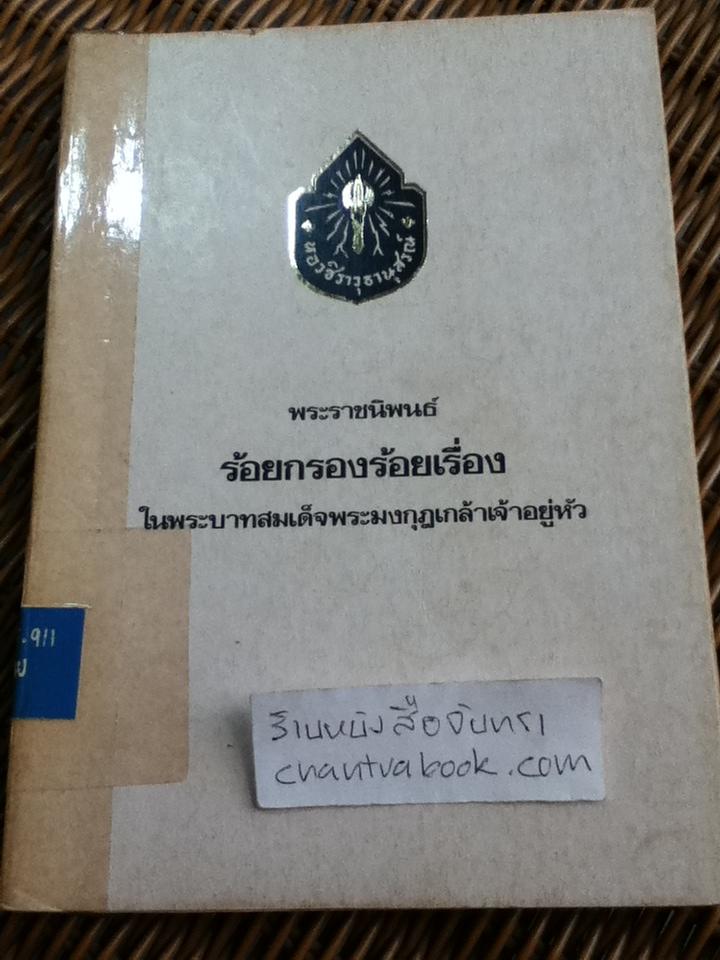 หอวชิราวุธานุสรณ์
พระราชนิพนธ์
ร้อยกรองร้อยเรื่อง
ในพระบาทสมเด็จพระมงกุฎเกล้าเจ้าอยู่หัว
-911
ร้านหนังสือจันทรา
chantrabook.com